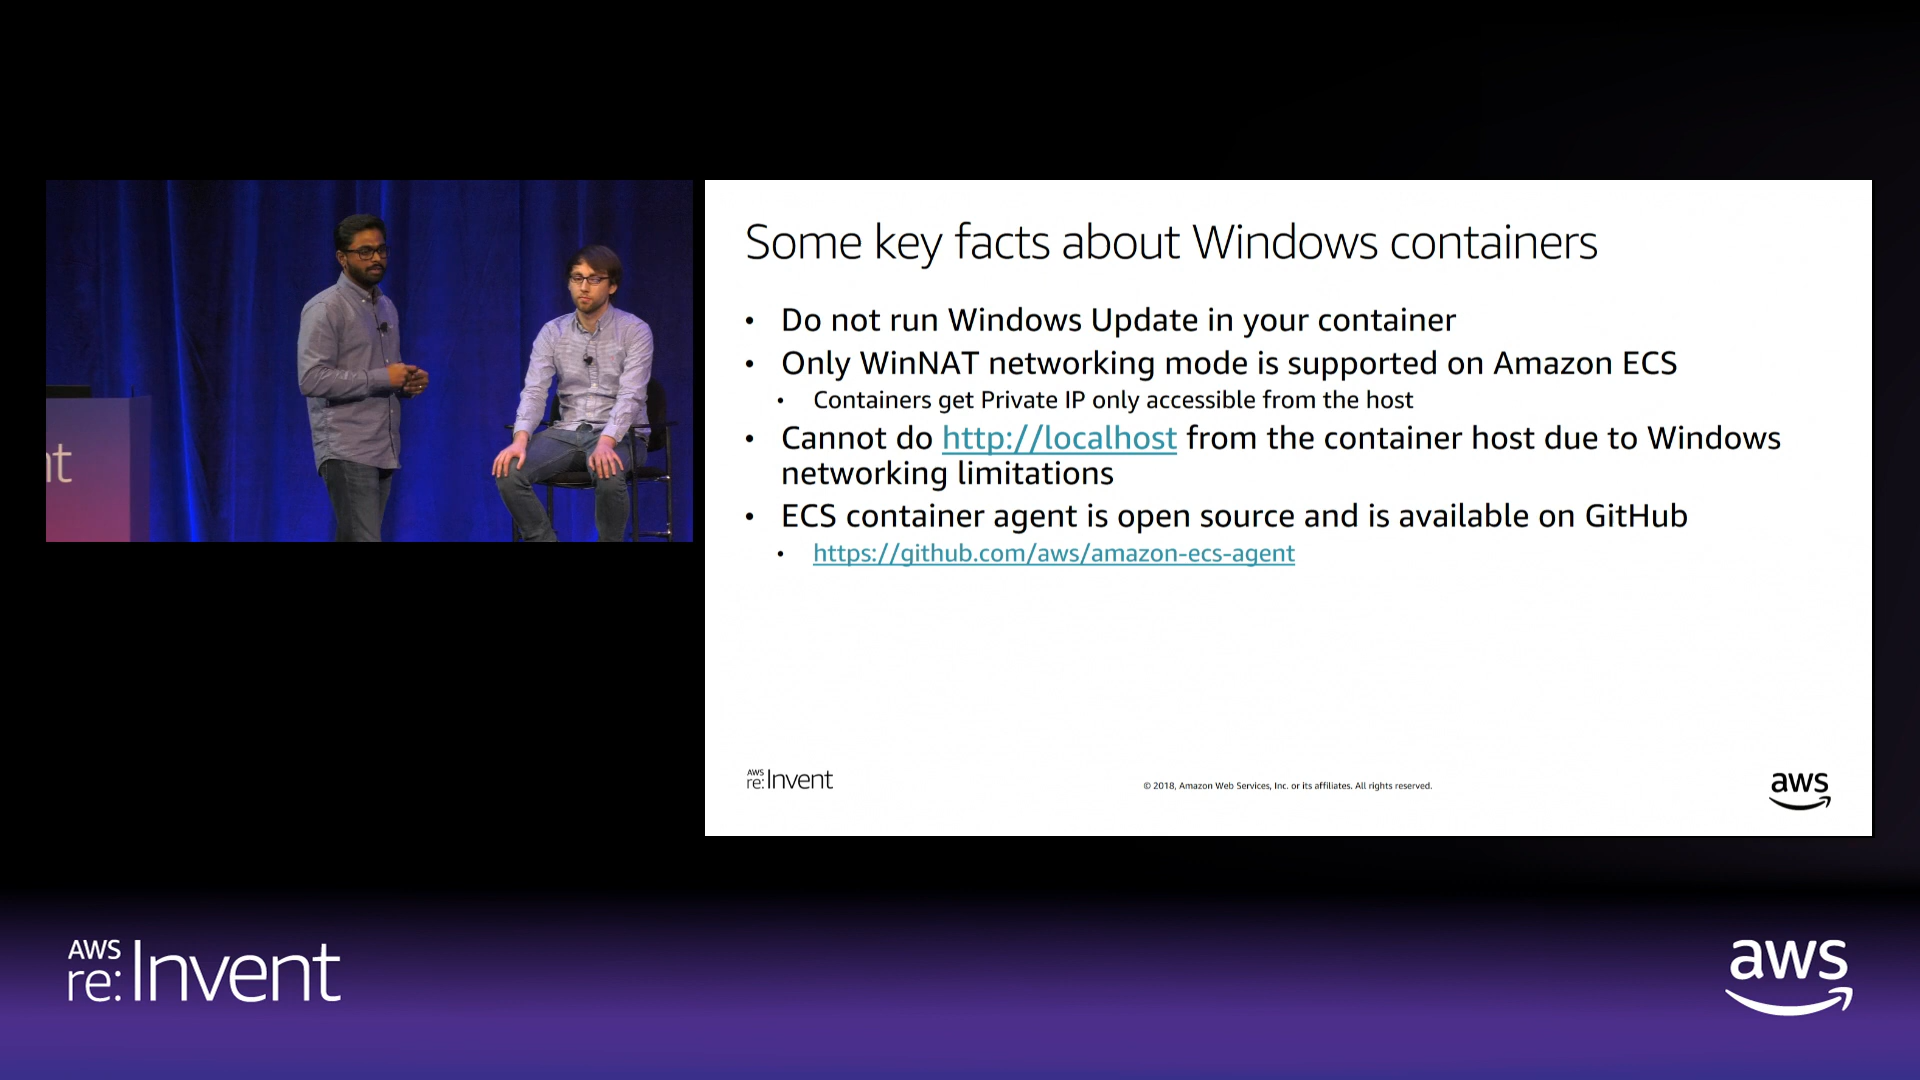 nt
Some key facts about Windows containers
• Do not run Windows Update in your container
• Only WinNAT networking mode is supported on Amazon ECS
• Containers get Private IP only accessible from the host
• Cannot do http://localhost from the container host due to Windows
networking limitations
• ECS container agent is open source and is available on GitHub
• https://github.com/aws/amazon-ecs-agent
AWS
re:Invent
© 2018, Amazon Web Services, Inc. or its affiliates. All rights reserved.
aws
AWS
re:Invent
aws